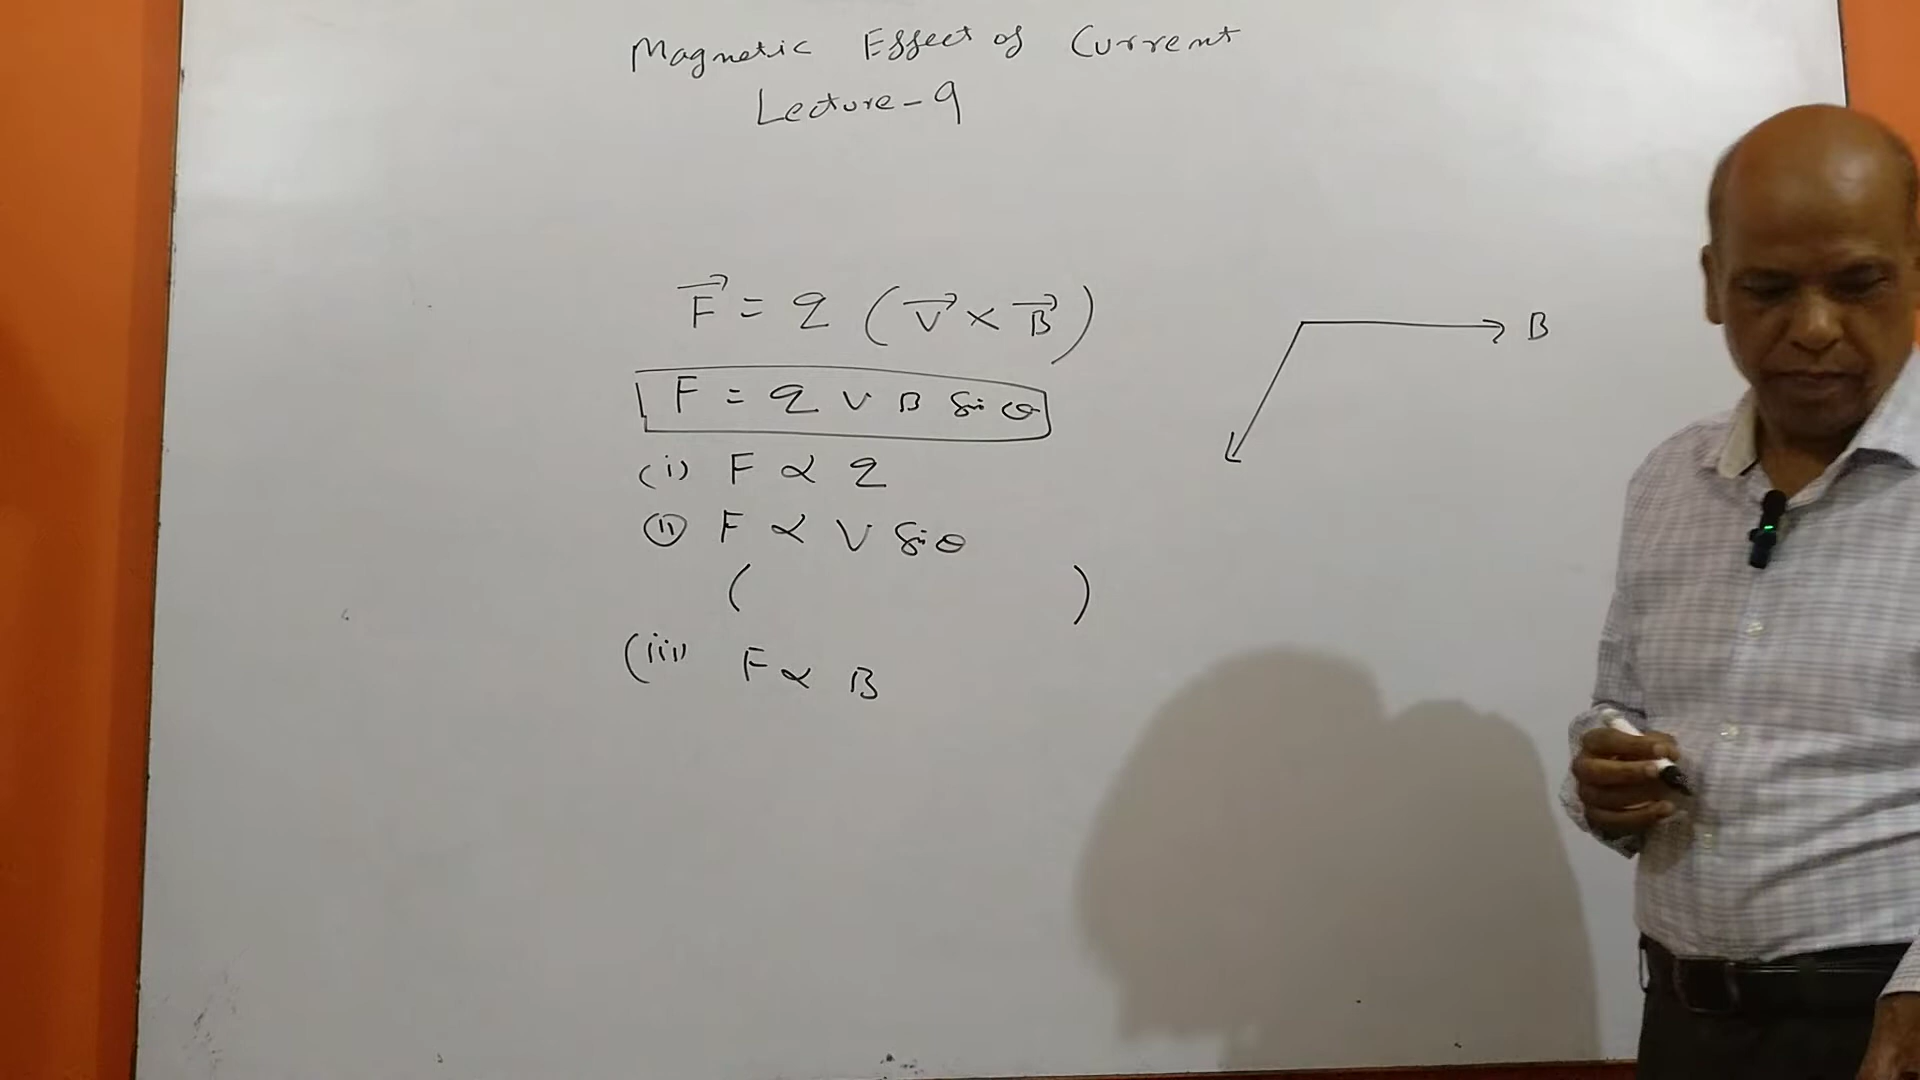 Magnetic Effect of Current
Lecture - 9
F⃗ = q (V⃗ × B⃗)
F = q V B Sin θ
(i) F ∝ q
(ii) F ∝ V Sin θ
( )
(iii) F ∝ B
B